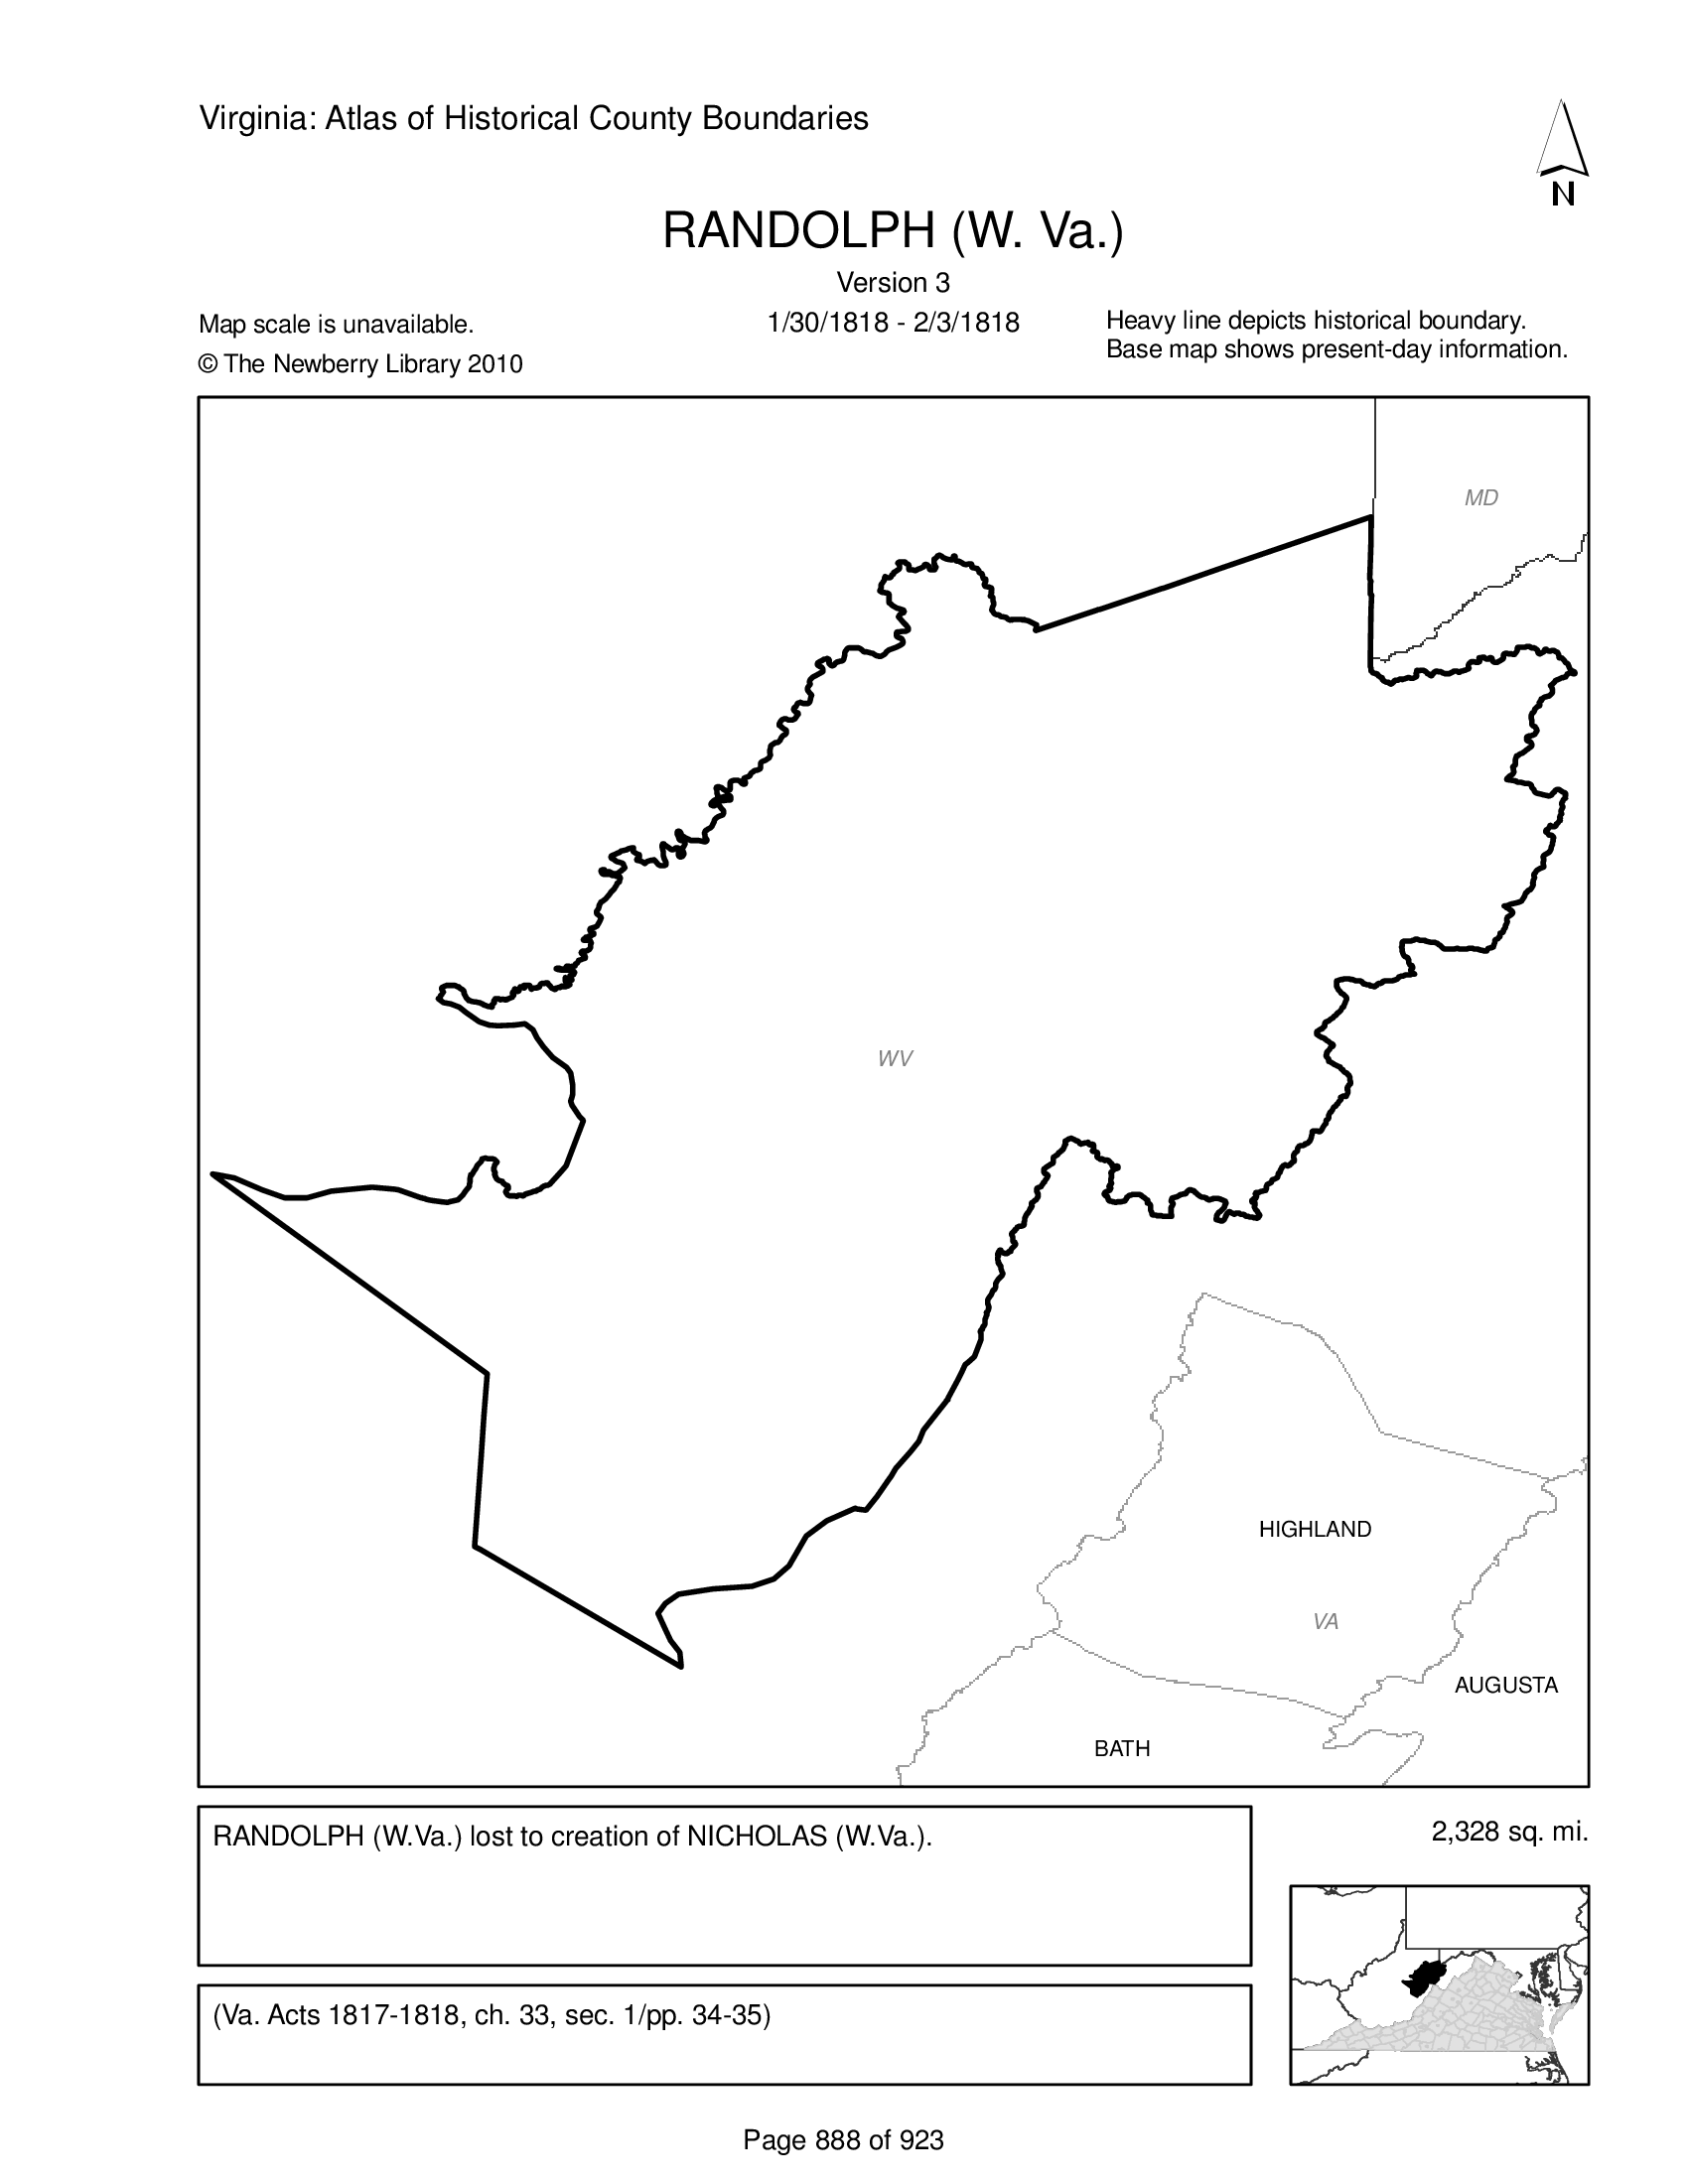 Virginia: Atlas of Historical County Boundaries
N
RANDOLPH (W. Va.)
Version 3
Map scale is unavailable.
1/30/1818 - 2/3/1818
Heavy line depicts historical boundary.
© The Newberry Library 2010
Base map shows present-day information.
MD
WV
HIGHLAND
VA
AUGUSTA
BATH
RANDOLPH (W.Va.) lost to creation of NICHOLAS (W.Va.).
2,328 sq. mi.
(Va. Acts 1817-1818, ch. 33, sec. 1/pp. 34-35)
Page 888 of 923